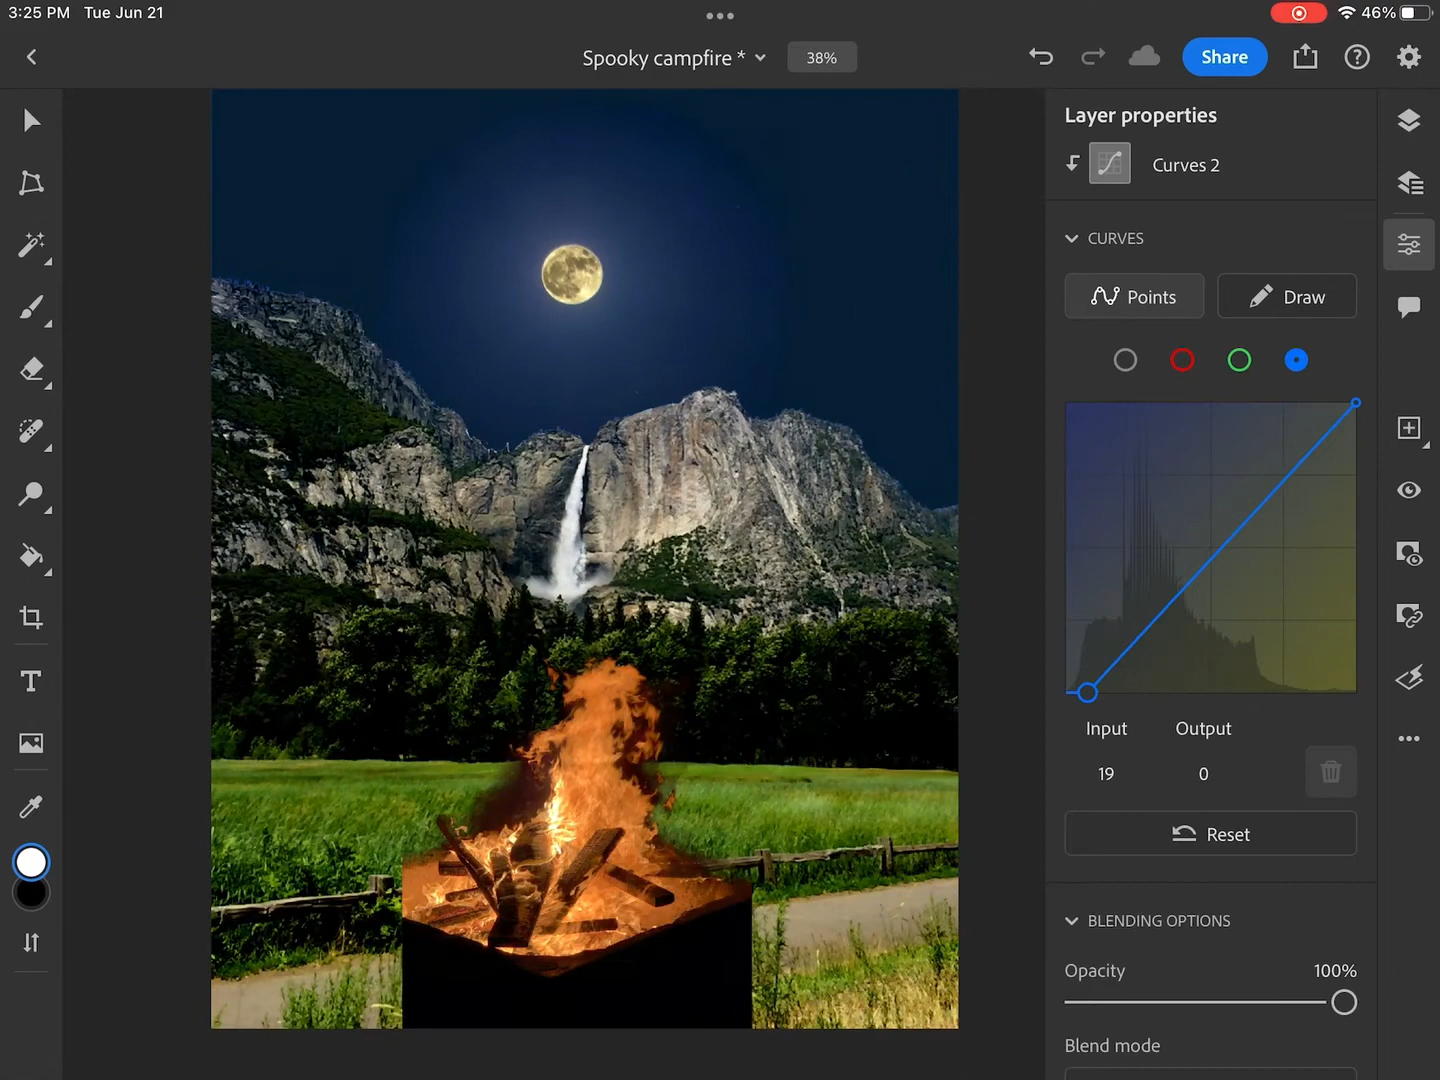 3:25 PM Tue Jun 21
46%
Spooky campfire *
38%
Share
Layer properties
Curves 2
CURVES
Points
Draw
Input
Output
19
0
Reset
BLENDING OPTIONS
Opacity
100%
Blend mode